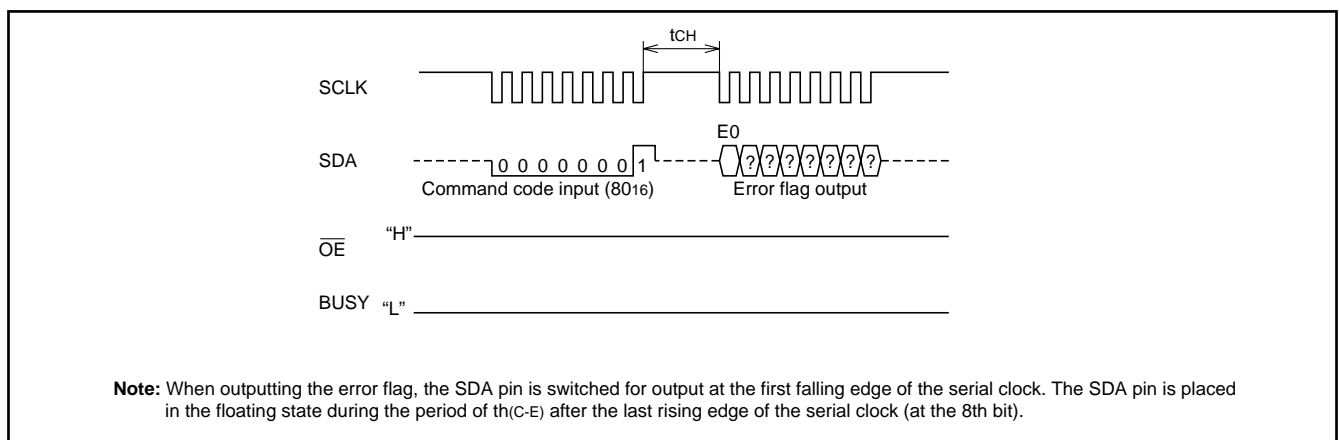 tCH
SCLK
E0
SDA
0 0 0 0 0 0 0 1
? ? ? ? ? ? ?
Command code input (8016)
Error flag output
OE "H"
BUSY “L”
Note: When outputting the error flag, the SDA pin is switched for output at the first falling edge of the serial clock. The SDA pin is placed
in the floating state during the period of th(C-E) after the last rising edge of the serial clock (at the 8th bit).